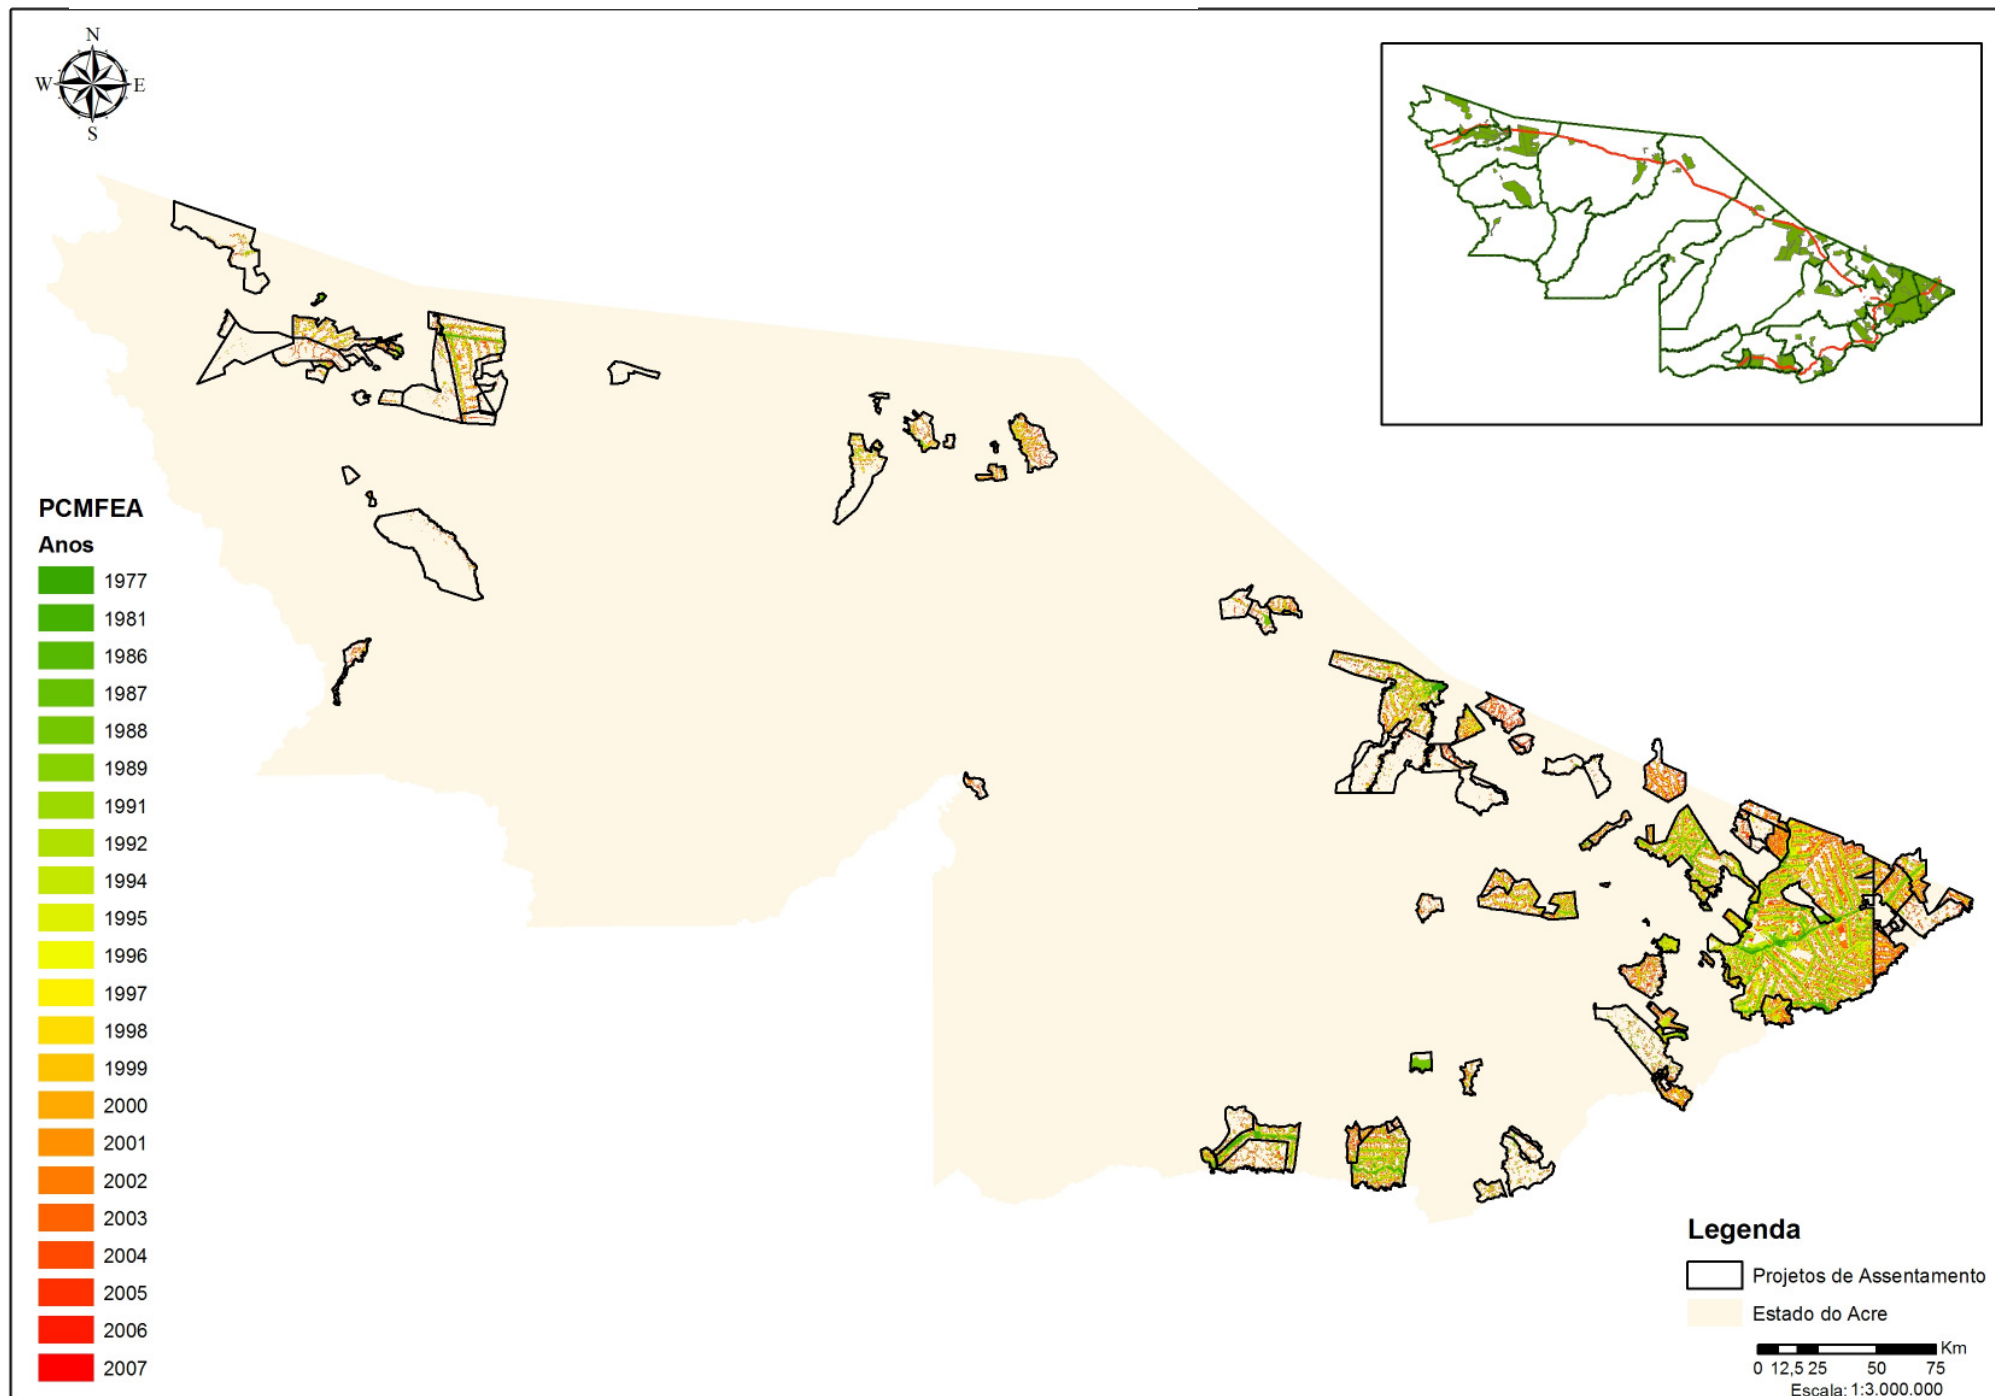 N
W E
S
PCMFEA
Anos
1977
1981
1986
1987
1988
1989
1991
1992
1994
1995
1996
1997
1998
1999
2000
2001
2002
2003
2004
2005
2006
2007
Legenda
Projetos de Assentamento
Estado do Acre
Km
0 12,5 25 50 75
Escala: 1:3.000.000